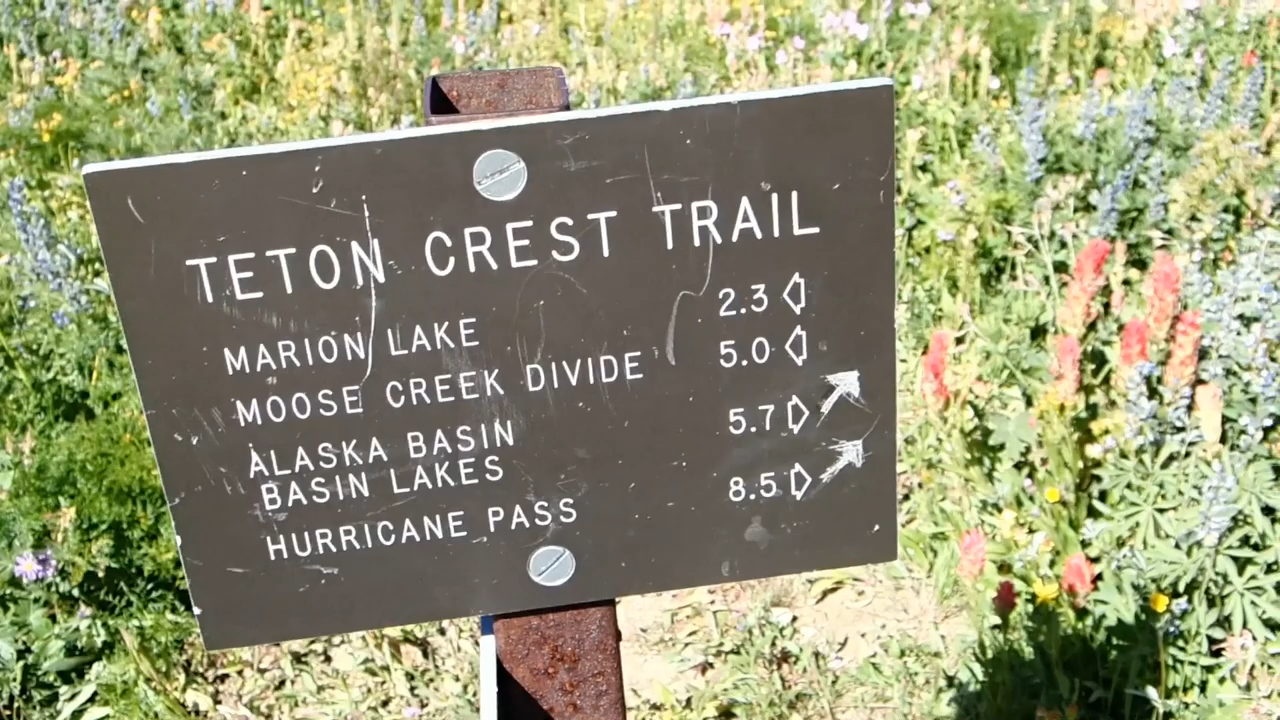 TETON CREST TRAIL
MARION LAKE 2.3
MOOSE CREEK DIVIDE 5.0
ALASKA BASIN
BASIN LAKES 5.7
HURRICANE PASS 8.5